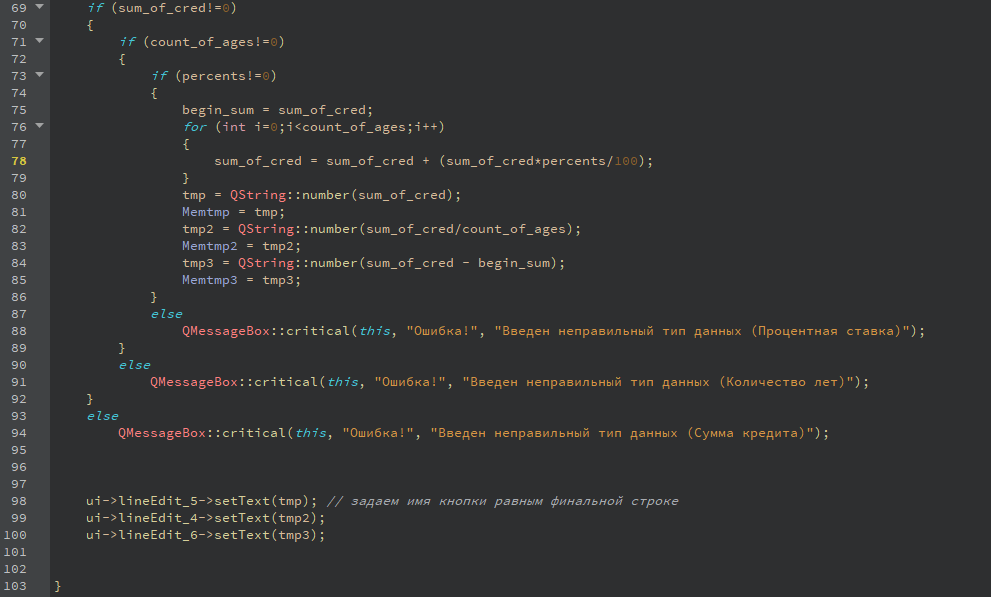 69 if (sum_of_cred!=0)
70 {
71 if (count_of_ages!=0)
72 {
73 if (percents!=0)
74 {
75 begin_sum = sum_of_cred;
76 for (int i=0;i<count_of_ages;i++)
77 {
78 sum_of_cred = sum_of_cred + (sum_of_cred*percents/100);
79 }
80 tmp = QString::number(sum_of_cred);
81 Memtmp = tmp;
82 tmp2 = QString::number(sum_of_cred/count_of_ages);
83 Memtmp2 = tmp2;
84 tmp3 = QString::number(sum_of_cred - begin_sum);
85 Memtmp3 = tmp3;
86 }
87 else
88 QMessageBox::critical(this, "Ошибка!", "Введен неправильный тип данных (Процентная ставка)");
89 }
90 else
91 QMessageBox::critical(this, "Ошибка!", "Введен неправильный тип данных (Количество лет)");
92 }
93 else
94 QMessageBox::critical(this, "Ошибка!", "Введен неправильный тип данных (Сумма кредита)");
95
96
97
98 ui->lineEdit_5->setText(tmp); // задаем имя кнопки равным финальной строке
99 ui->lineEdit_4->setText(tmp2);
100 ui->lineEdit_6->setText(tmp3);
101
102
103 }